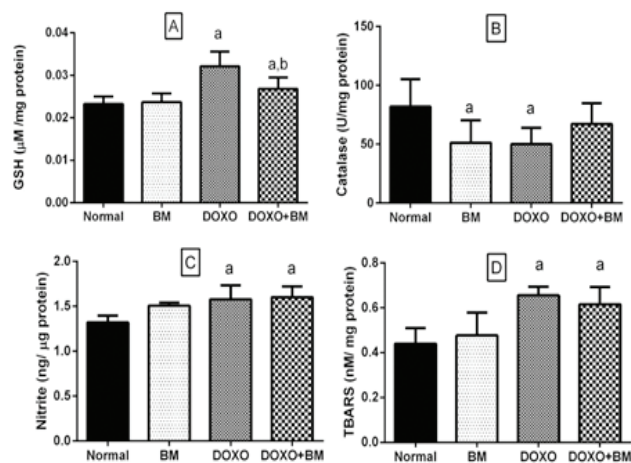 A
GSH (μM /mg protein)
0.04
0.03
0.02
0.01
0.00
a
a,b
Normal BM DOXO DOXO+BM
B
Catalase (U/mg protein)
150
100
50
0
a a
Normal BM DOXO DOXO+BM
C
Nitrite (ng/ μg protein)
2.0
1.5
1.0
0.5
0.0
a a
Normal BM DOXO DOXO+BM
D
TBARS (nM/ mg protein)
0.8
0.6
0.4
0.2
0.0
a a
Normal BM DOXO DOXO+BM